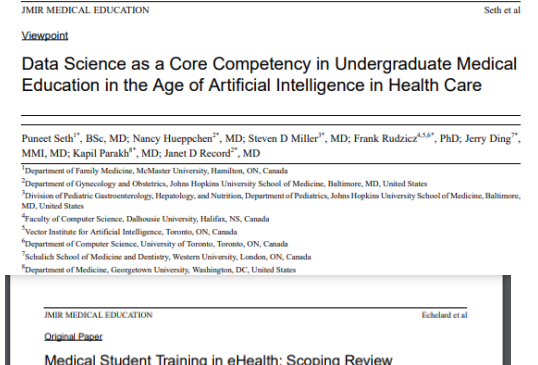 JMIR MEDICAL EDUCATION Seth et al
Viewpoint
Data Science as a Core Competency in Undergraduate Medical
Education in the Age of Artificial Intelligence in Health Care
Puneet Seth1*, BSc, MD; Nancy Hueppchen2*, MD; Steven D Miller3*, MD; Frank Rudzicz4,5,6*, PhD; Jerry Ding7*,
MMI, MD; Kapil Parakh8*, MD; Janet D Record2*, MD
1Department of Family Medicine, McMaster University, Hamilton, ON, Canada
2Department of Gynecology and Obstetrics, Johns Hopkins University School of Medicine, Baltimore, MD, United States
3Division of Pediatric Gastroenterology, Hepatology, and Nutrition, Department of Pediatrics, Johns Hopkins University School of Medicine, Baltimore,
MD, United States
4Faculty of Computer Science, Dalhousie University, Halifax, NS, Canada
5Vector Institute for Artificial Intelligence, Toronto, ON, Canada
6Department of Computer Science, University of Toronto, Toronto, ON, Canada
7Schulich School of Medicine and Dentistry, Western University, London, ON, Canada
8Department of Medicine, Georgetown University, Washington, DC, United States
JMIR MEDICAL EDUCATION Echelard et al
Original Paper
Medical Student Training in eHealth: Scoping Review